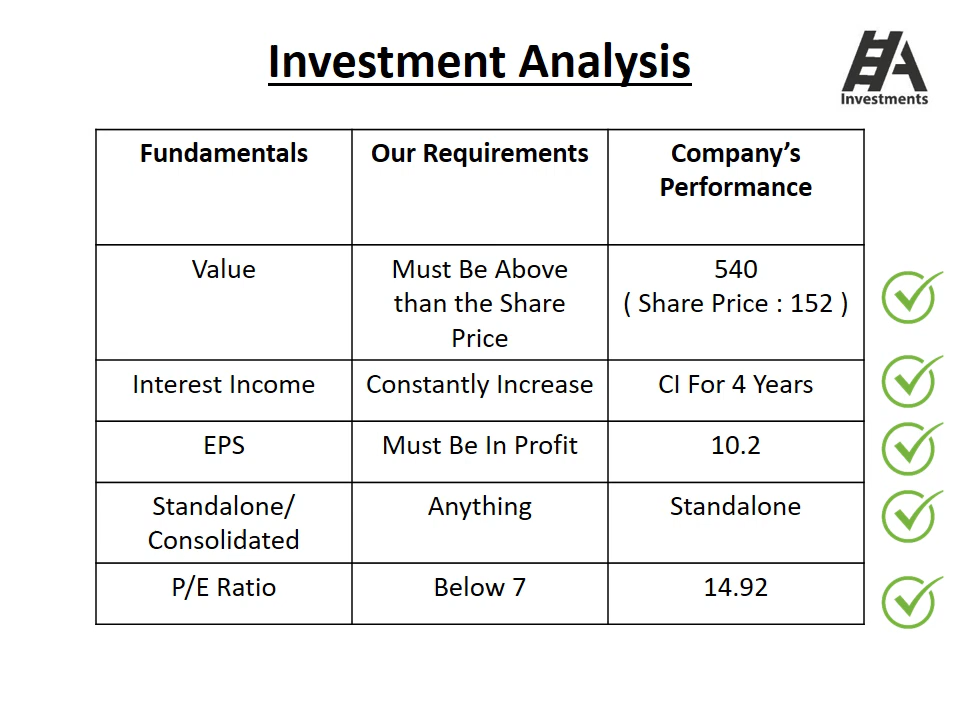 Investment Analysis
HA
Investments
Fundamentals
Our Requirements
Company’s
Performance
Value
Must Be Above
than the Share
Price
540
( Share Price : 152 )
Interest Income
Constantly Increase
CI For 4 Years
EPS
Must Be In Profit
10.2
Standalone/
Consolidated
Anything
Standalone
P/E Ratio
Below 7
14.92